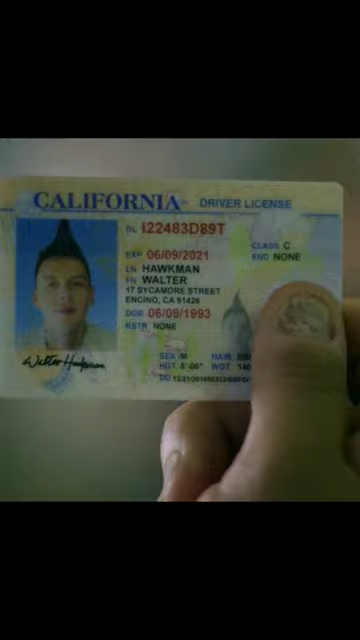 CALIFORNIA DRIVER LICENSE
DL I22483D89T
CLASS C
EXP 06/09/2021
END NONE
LN HAWKMAN
FN WALTER
17 SYCAMORE STREET
ENCINO, CA 91426
DOB 06/09/1993
RSTR NONE
Walter Hawkman
SEX M HAIR
HGT 5'-06" WGT 140
DD